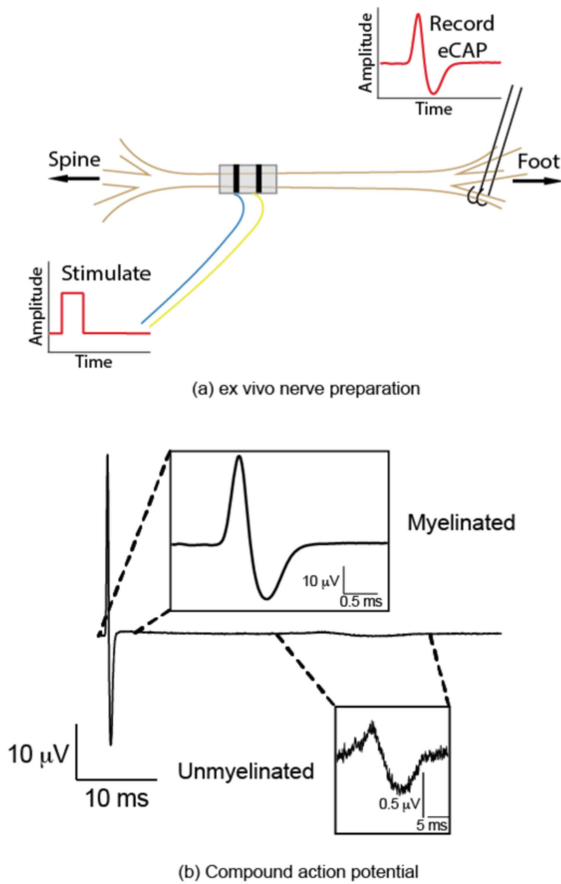 Record
eCAP
Amplitude
Time
Spine
Foot
Stimulate
Amplitude
Time
(a) ex vivo nerve preparation
Myelinated
10 μV
0.5 ms
10 μV
10 ms
Unmyelinated
0.5 μV
5 ms
(b) Compound action potential